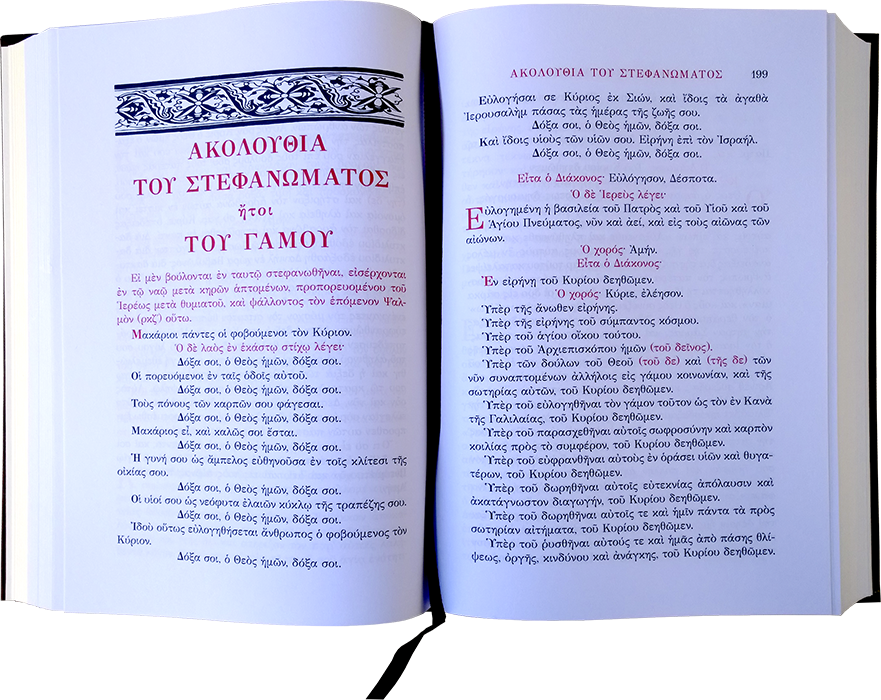 ΑΚΟΛΟΥΘΙΑ
ΤΟΥ ΣΤΕΦΑΝΩΜΑΤΟΣ
ἤτοι
ΤΟΥ ΓΑΜΟΥ
Εἰ μὲν βούλονται ἐν ταυτῷ στεφανωθῆναι, εἰσέρχονται
ἐν τῷ ναῷ μετὰ κηρῶν ἁπτομένων, προπορευομένου τοῦ
Ἱερέως μετὰ θυμιατοῦ, καὶ ψάλλοντος τὸν ἑπόμενον Ψαλ-
μὸν (ρκζʹ) οὕτω.
Μακάριοι πάντες οἱ φοβούμενοι τὸν Κύριον.
Ὁ δὲ λαὸς ἐν ἑκάστῳ στίχῳ λέγει·
Δόξα σοι, ὁ Θεὸς ἡμῶν, δόξα σοι.
Οἱ πορευόμενοι ἐν ταῖς ὁδοῖς αὐτοῦ.
Δόξα σοι, ὁ Θεὸς ἡμῶν, δόξα σοι.
Τοὺς πόνους τῶν καρπῶν σου φάγεσαι.
Δόξα σοι, ὁ Θεὸς ἡμῶν, δόξα σοι.
Μακάριος εἶ, καὶ καλῶς σοι ἔσται.
Δόξα σοι, ὁ Θεὸς ἡμῶν, δόξα σοι.
Ἡ γυνή σου ὡς ἄμπελος εὐθηνοῦσα ἐν τοῖς κλίτεσι τῆς
οἰκίας σου.
Δόξα σοι, ὁ Θεὸς ἡμῶν, δόξα σοι.
Οἱ υἱοί σου ὡς νεόφυτα ἐλαιῶν κύκλῳ τῆς τραπέζης σου.
Δόξα σοι, ὁ Θεὸς ἡμῶν, δόξα σοι.
Ἰδοὺ οὕτως εὐλογηθήσεται ἄνθρωπος ὁ φοβούμενος τὸν
Κύριον.
Δόξα σοι, ὁ Θεὸς ἡμῶν, δόξα σοι.
ΑΚΟΛΟΥΘΙΑ ΤΟΥ ΣΤΕΦΑΝΩΜΑΤΟΣ 199
Εὐλογήσαι σε Κύριος ἐκ Σιών, καὶ ἴδοις τὰ ἀγαθὰ
Ἱερουσαλὴμ πάσας τὰς ἡμέρας τῆς ζωῆς σου.
Δόξα σοι, ὁ Θεὸς ἡμῶν, δόξα σοι.
Καὶ ἴδοις υἱοὺς τῶν υἱῶν σου. Εἰρήνη ἐπὶ τὸν Ἰσραήλ.
Δόξα σοι, ὁ Θεὸς ἡμῶν, δόξα σοι.
Εἶτα ὁ Διάκονος· Εὐλόγησον, Δέσποτα.
Ὁ δὲ Ἱερεὺς λέγει·
Εὐλογημένη ἡ βασιλεία τοῦ Πατρὸς καὶ τοῦ Υἱοῦ καὶ τοῦ
Ἁγίου Πνεύματος, νῦν καὶ ἀεί, καὶ εἰς τοὺς αἰῶνας τῶν
αἰώνων.
Ὁ χορός· Ἀμήν.
Εἶτα ὁ Διάκονος·
Ἐν εἰρήνῃ τοῦ Κυρίου δεηθῶμεν.
Ὁ χορός· Κύριε, ἐλέησον.
Ὑπὲρ τῆς ἄνωθεν εἰρήνης.
Ὑπὲρ τῆς εἰρήνης τοῦ σύμπαντος κόσμου.
Ὑπὲρ τοῦ ἁγίου οἴκου τούτου.
Ὑπὲρ τοῦ Ἀρχιεπισκόπου ἡμῶν (τοῦ δεῖνος).
Ὑπὲρ τῶν δούλων τοῦ Θεοῦ (τοῦ δε) καὶ (τῆς δε) τῶν
νῦν συναπτομένων ἀλλήλοις εἰς γάμου κοινωνίαν, καὶ τῆς
σωτηρίας αὐτῶν, τοῦ Κυρίου δεηθῶμεν.
Ὑπὲρ τοῦ εὐλογηθῆναι τὸν γάμον τοῦτον ὡς τὸν ἐν Κανᾷ
τῆς Γαλιλαίας, τοῦ Κυρίου δεηθῶμεν.
Ὑπὲρ τοῦ παρασχεθῆναι αὐτοῖς σωφροσύνην καὶ καρπὸν
κοιλίας πρὸς τὸ συμφέρον, τοῦ Κυρίου δεηθῶμεν.
Ὑπὲρ τοῦ εὐφρανθῆναι αὐτοὺς ἐν ὁράσει υἱῶν καὶ θυγα-
τέρων, τοῦ Κυρίου δεηθῶμεν.
Ὑπὲρ τοῦ δωρηθῆναι αὐτοῖς εὐτεκνίας ἀπόλαυσιν καὶ
ἀκατάγνωστον διαγωγήν, τοῦ Κυρίου δεηθῶμεν.
Ὑπὲρ τοῦ δωρηθῆναι αὐτοῖς τε καὶ ἡμῖν πάντα τὰ πρὸς
σωτηρίαν αἰτήματα, τοῦ Κυρίου δεηθῶμεν.
Ὑπὲρ τοῦ ῥυσθῆναι αὐτούς τε καὶ ἡμᾶς ἀπὸ πάσης θλί-
ψεως, ὀργῆς, κινδύνου καὶ ἀνάγκης, τοῦ Κυρίου δεηθῶμεν.